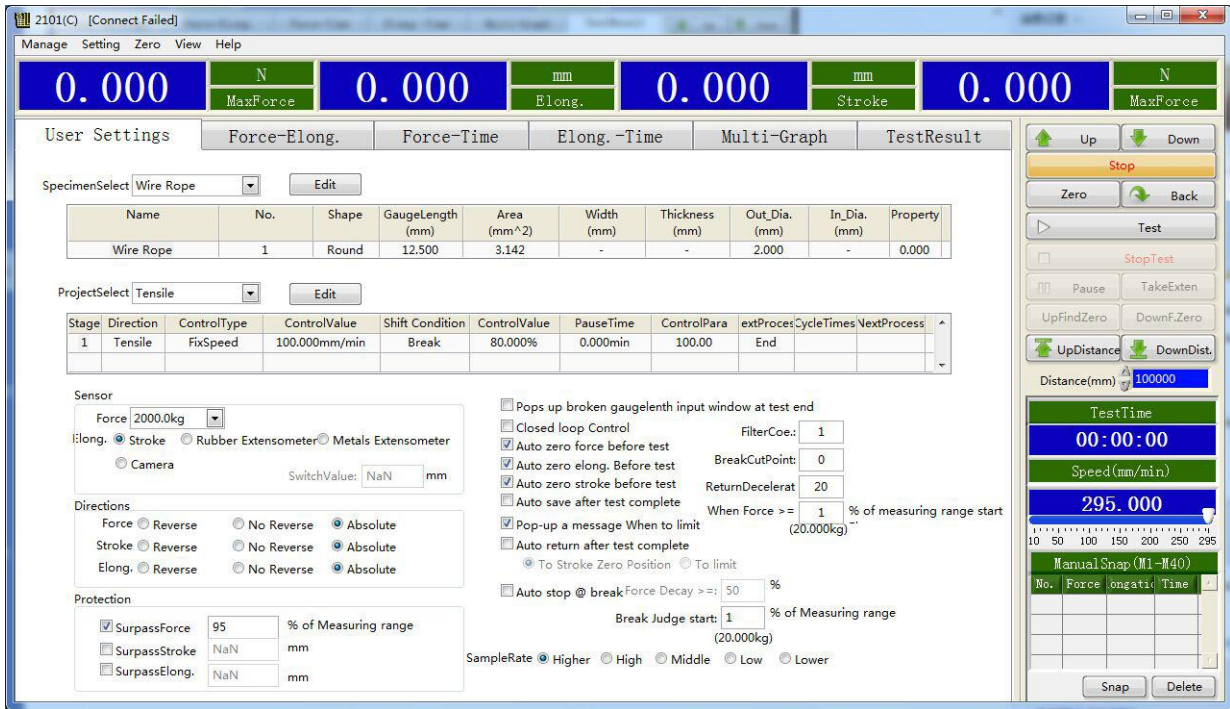 2101(C) [Connect Failed]
Manage Setting Zero View Help
0.000 N MaxForce 0.000 mm Elong. 0.000 mm Stroke 0.000 N MaxForce
User Settings Force-Elong. Force-Time Elong.-Time Multi-Graph TestResult
SpecimenSelect Wire Rope Edit
Name No. Shape GaugeLength (mm) Area (mm^2) Width (mm) Thickness (mm) Out_Dia. (mm) In_Dia. (mm) Property
Wire Rope 1 Round 12.500 3.142 - - 2.000 - 0.000
ProjectSelect Tensile Edit
Stage Direction ControlType ControlValue Shift Condition ControlValue PauseTime ControlPara extProces CycleTimes NextProcess
1 Tensile FixSpeed 100.000mm/min Break 80.000% 0.000min 100.00 End
Sensor
Force 2000.0kg
Elong. Stroke Rubber Extensometer Metals Extensometer
Camera
SwitchValue: NaN mm
Directions
Force Reverse No Reverse Absolute
Stroke Reverse No Reverse Absolute
Elong. Reverse No Reverse Absolute
Protection
SurpassForce 95 % of Measuring range
SurpassStroke NaN mm
SurpassElong. NaN mm
Pops up broken gaugelenth input window at test end
Closed loop Control
Auto zero force before test
Auto zero elong. Before test
Auto zero stroke before test
Auto save after test complete
Pop-up a message When to limit
Auto return after test complete
To Stroke Zero Position To limit
FilterCoe.: 1
BreakCutPoint: 0
ReturnDecelerat 20
When Force >= 1 % of measuring range start
(20.000kg)
Auto stop @ break Force Decay >=: 50 %
Break Judge start: 1 % of Measuring range
(20.000kg)
SampleRate Higher High Middle Low Lower
Up Down
Stop
Zero Back
Test
StopTest
Pause TakeExten
UpFindZero DownF.Zero
UpDistance DownDist.
Distance(mm) 100000
TestTime
00:00:00
Speed(mm/min)
295.000
10 50 100 150 200 250 295
ManualSnap(M1-M40)
No. Force ongatic Time
Snap Delete